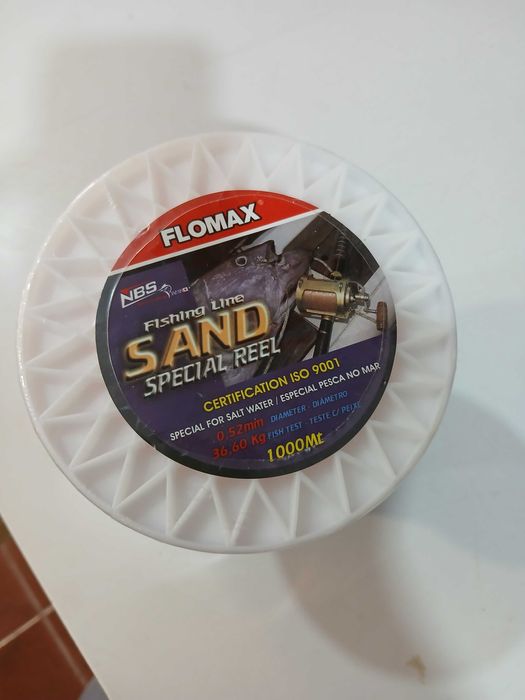 FLOMAX®
NBS
Fishing Line
SAND
SPECIAL REEL
CERTIFICATION ISO 9001
SPECIAL FOR SALT WATER / ESPECIAL PESCA NO MAR
0,52mm DIAMETER . DIÂMETRO
36,60 Kg FISH TEST - TESTE C/ PEIXE
1000Mt